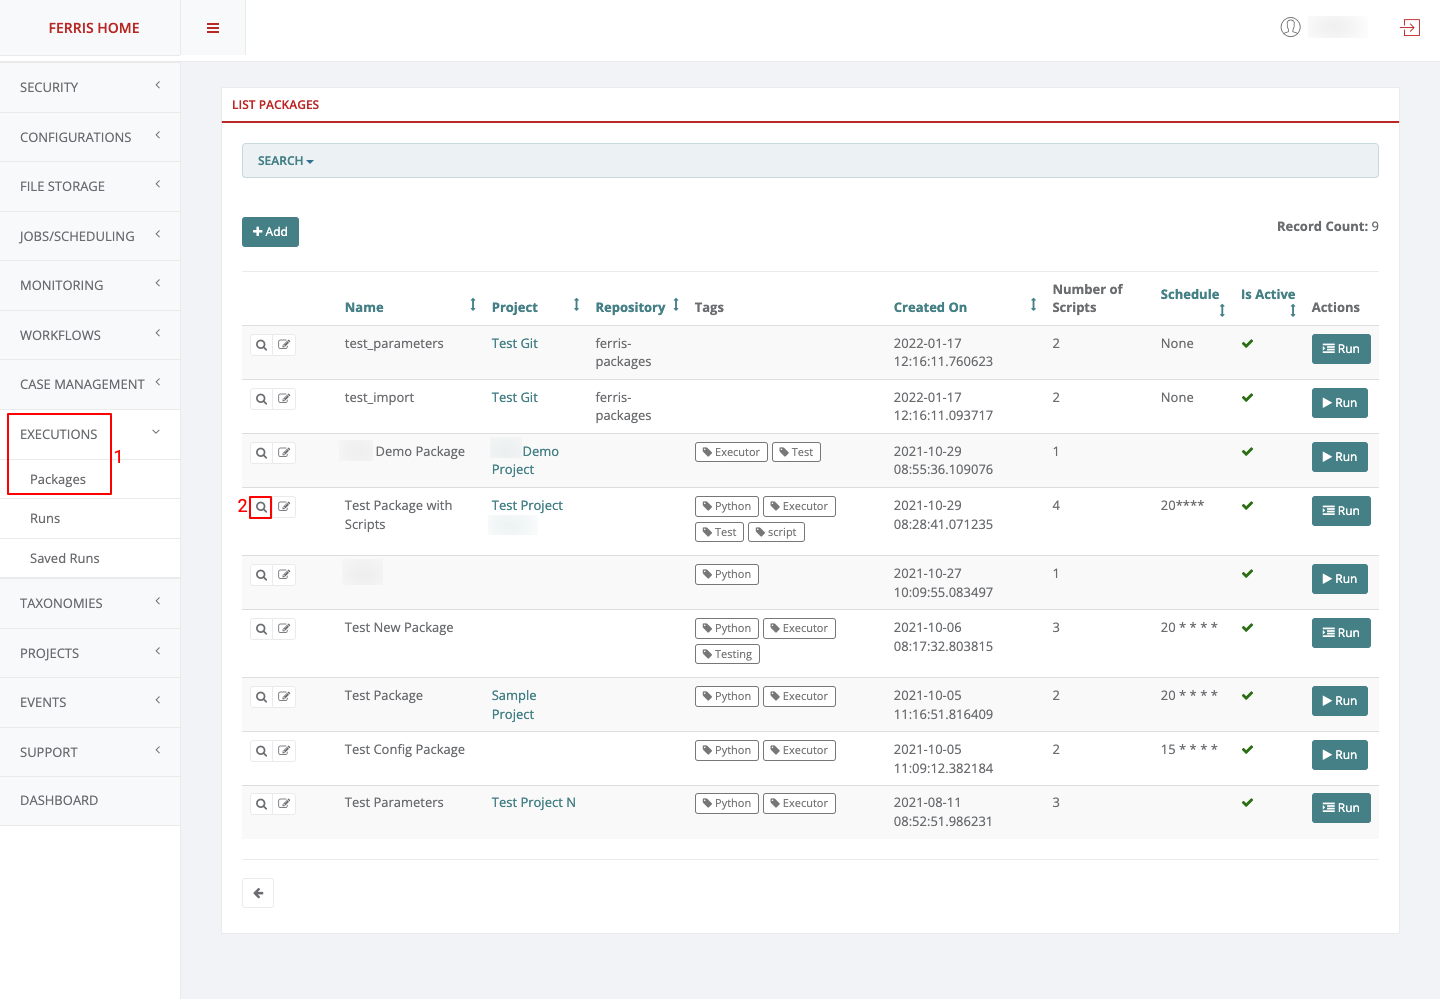 FERRIS HOME
SECURITY
CONFIGURATIONS
FILE STORAGE
JOBS/SCHEDULING
MONITORING
WORKFLOWS
CASE MANAGEMENT
EXECUTIONS
1
Packages
Runs
Saved Runs
TAXONOMIES
PROJECTS
EVENTS
SUPPORT
DASHBOARD
LIST PACKAGES
SEARCH
Add
Record Count: 9
Name Project Repository Tags Created On Number of Scripts Schedule Is Active Actions
test_parameters Test Git ferris- 2022-01-17 2 None Run
packages 12:16:11.760623
test_import Test Git ferris- 2022-01-17 2 None Run
packages 12:16:11.093717
Demo Package Demo Executor Test 2021-10-29 1 Run
Project 08:55:36.109076
2 Test Package with Test Project Python Executor 2021-10-29 4 20**** Run
Scripts Test script 08:28:41.071235
Python 2021-10-27 1 Run
10:09:55.083497
Test New Package Python Executor 2021-10-06 3 20 * * * * Run
Testing 08:17:32.803815
Test Package Sample Python Executor 2021-10-05 2 20 * * * * Run
Project 11:16:51.816409
Test Config Package Python Executor 2021-10-05 2 15 * * * * Run
11:09:12.382184
Test Parameters Test Project N Python Executor 2021-08-11 3 Run
08:52:51.986231